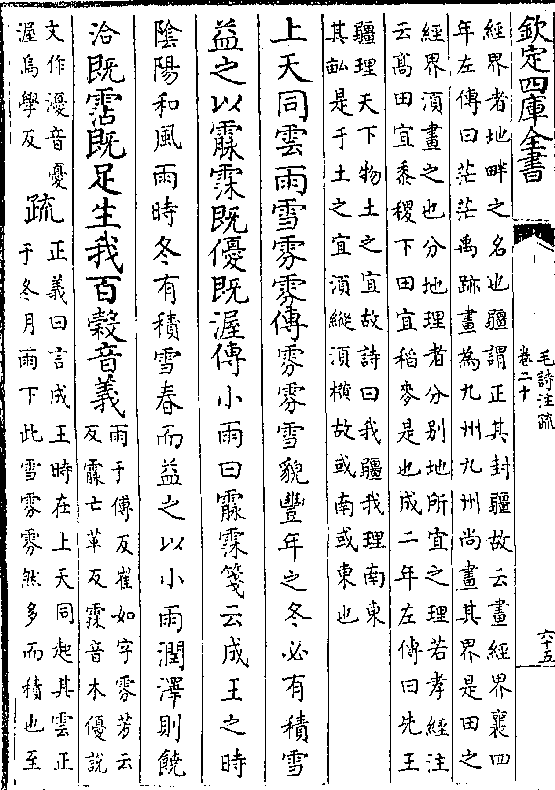 欽定四庫全書
毛詩注疏
卷二十
六十五
經界者地畔之名也疆謂正其封疆故云畫經界襄四
年左傳曰茫茫禹跡畫為九州九州尚畫其界是田之
經界須畫之也分地理者分别地所宜之理若孝經注
云髙田宜黍稷下田宜稻麥是也成二年左傳曰先王
疆理天下物土之宜故詩曰我疆我理南東
其畝是于土之宜須縱須橫故或南或東也
上天同雲雨雪雰雰傳雰雰雪貌豐年之冬必有積雪
益之以霢霂既優既渥傳小雨曰霢霂箋云成王之時
陰陽和風雨時冬有積雪春而益之以小雨潤澤則饒
洽既霑既足生我百榖音義
雨于傳反崔如字雰芳云
反霢亡革反霂音木優說
文作瀀音憂
渥烏學反
疏
正義曰言成王時在上天同起其雲正
于冬月雨下此雪雰雰然多而積也至